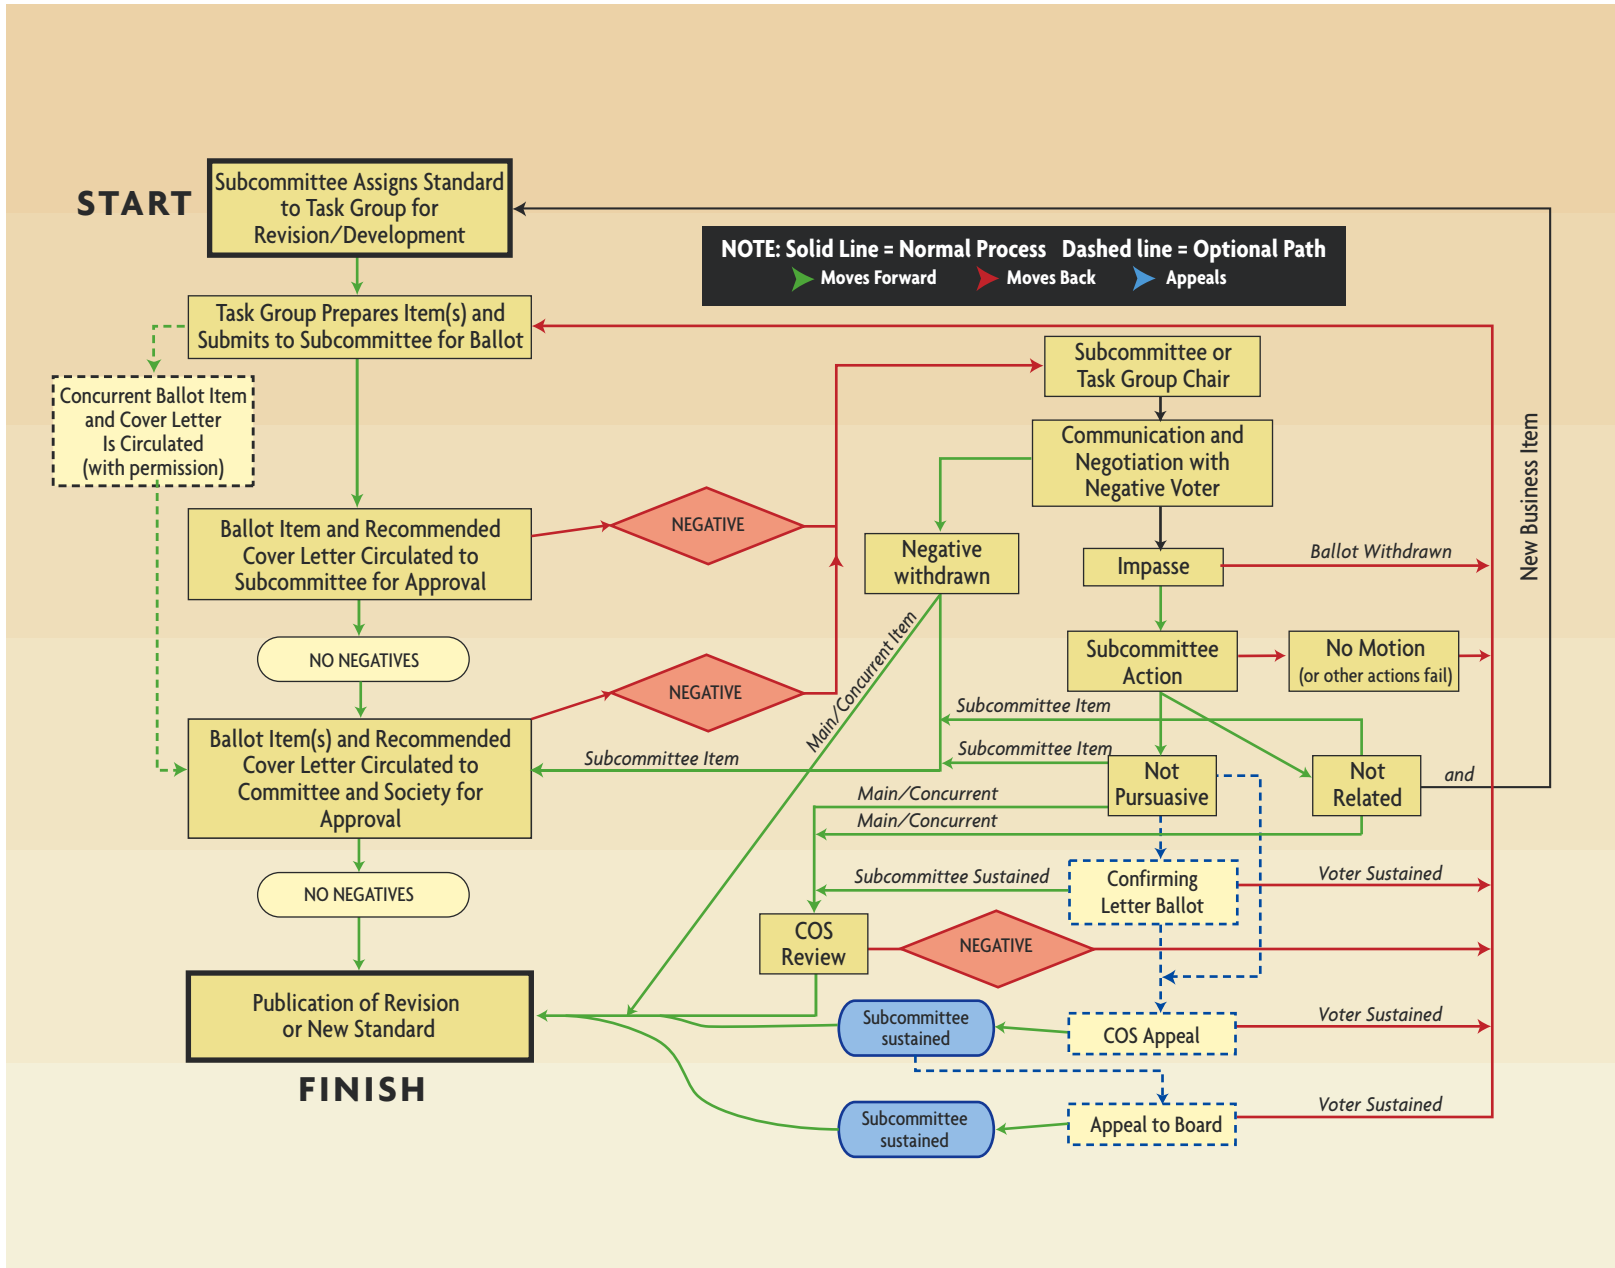 START
Subcommittee Assigns Standard
to Task Group for
Revision/Development
NOTE: Solid Line = Normal Process Dashed line = Optional Path
Moves Forward Moves Back Appeals
Task Group Prepares Item(s) and
Submits to Subcommittee for Ballot
Concurrent Ballot Item
and Cover Letter
Is Circulated
(with permission)
Subcommittee or
Task Group Chair
Communication and
Negotiation with
Negative Voter
New Business Item
Ballot Item and Recommended
Cover Letter Circulated to
Subcommittee for Approval
NEGATIVE
Negative
withdrawn
Impasse
Ballot Withdrawn
NO NEGATIVES
NEGATIVE
Main/Concurrent Item
Subcommittee
Action
No Motion
(or other actions fail)
Subcommittee Item
Ballot Item(s) and Recommended
Cover Letter Circulated to
Committee and Society for
Approval
Subcommittee Item
Subcommittee Item
Not
Pursuasive
Not
Related
and
Main/Concurrent
Main/Concurrent
NO NEGATIVES
Subcommittee Sustained
Confirming
Letter Ballot
Voter Sustained
COS
Review
NEGATIVE
Publication of Revision
or New Standard
Subcommittee
sustained
COS Appeal
Voter Sustained
FINISH
Subcommittee
sustained
Appeal to Board
Voter Sustained